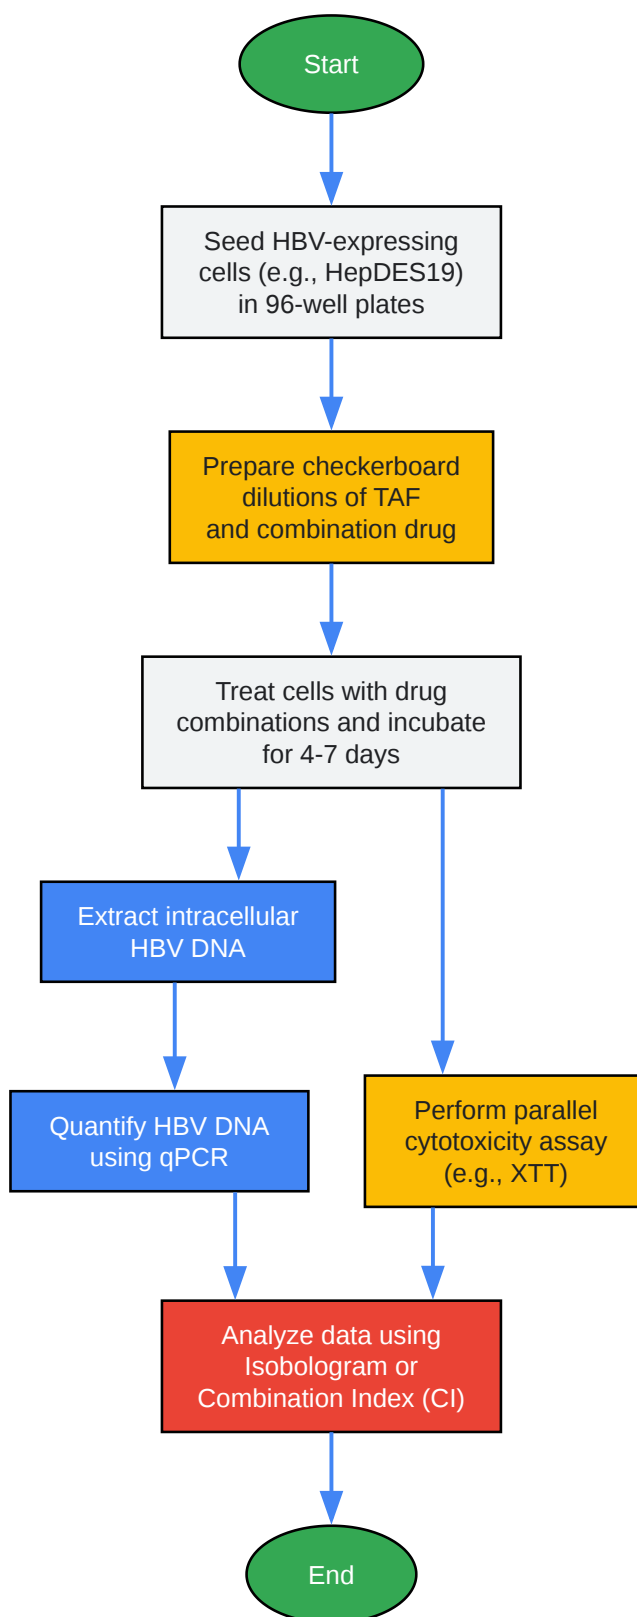 Start
Seed HBV-expressing
cells (e.g., HepDES19)
in 96-well plates
Prepare checkerboard
dilutions of TAF
and combination drug
Treat cells with drug
combinations and incubate
for 4-7 days
Extract intracellular
HBV DNA
Quantify HBV DNA
using qPCR
Perform parallel
cytotoxicity assay
(e.g., XTT)
Analyze data using
Isobologram or
Combination Index (CI)
End